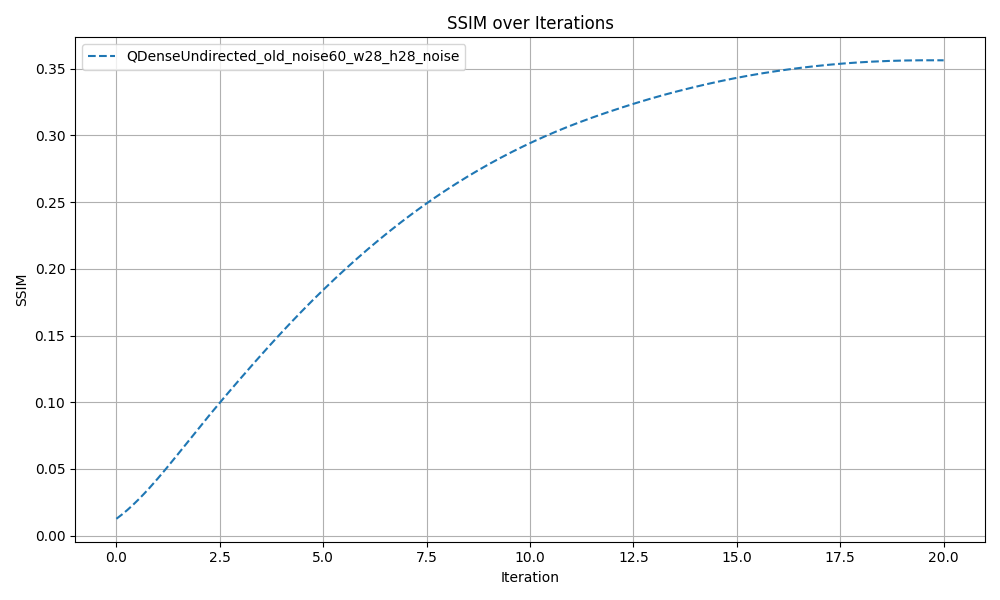 SSIM over Iterations
QDenseUndirected_old_noise60_w28_h28_noise
SSIM
0.35
0.30
0.25
0.20
0.15
0.10
0.05
0.00
0.0 2.5 5.0 7.5 10.0 12.5 15.0 17.5 20.0
Iteration